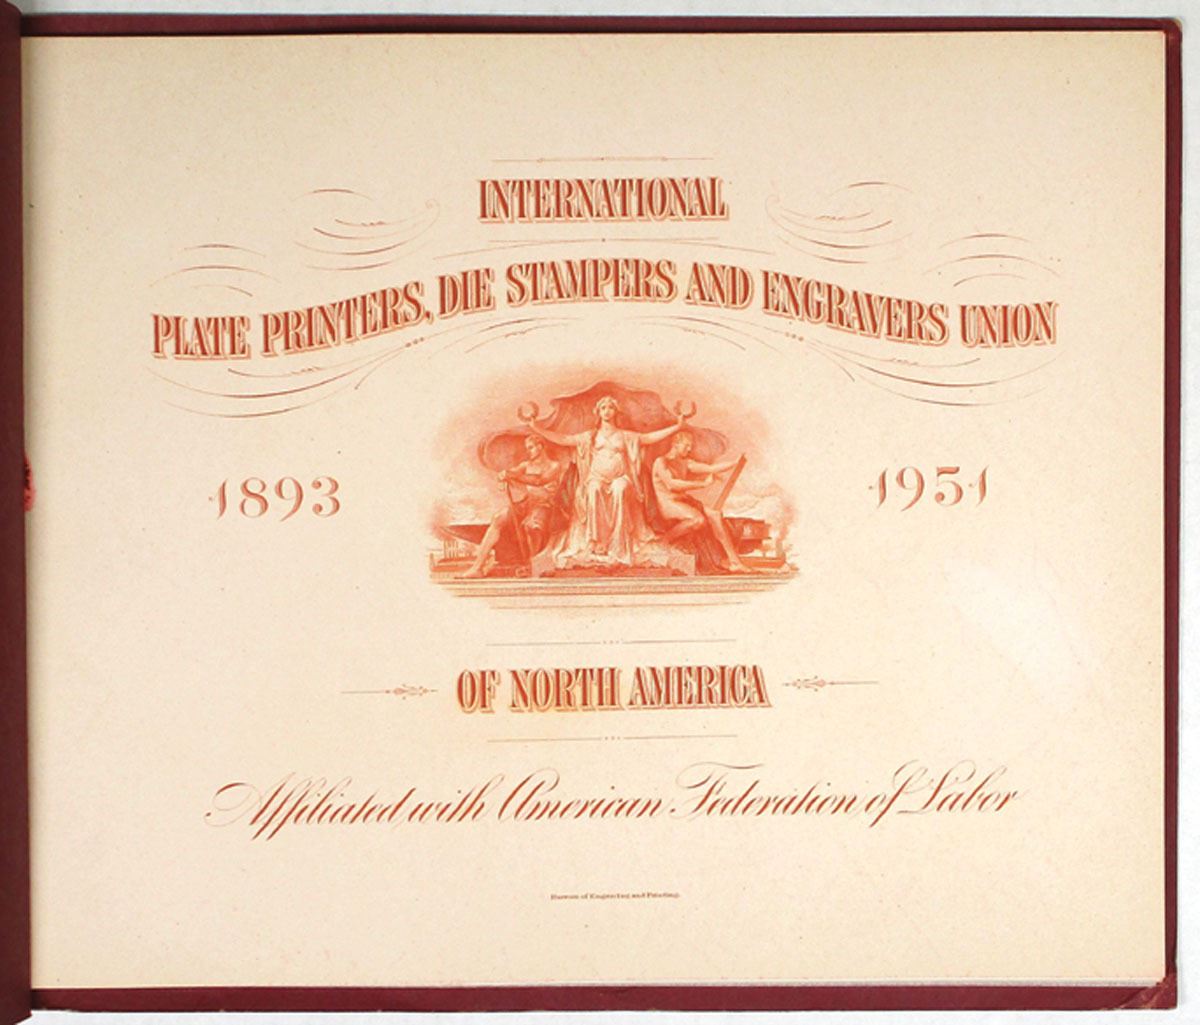 INTERNATIONAL
PLATE PRINTERS, DIE STAMPERS AND ENGRAVERS UNION
1893
1951
OF NORTH AMERICA
Affiliated with American Federation of Labor
Bureau of Engraving and Printing.